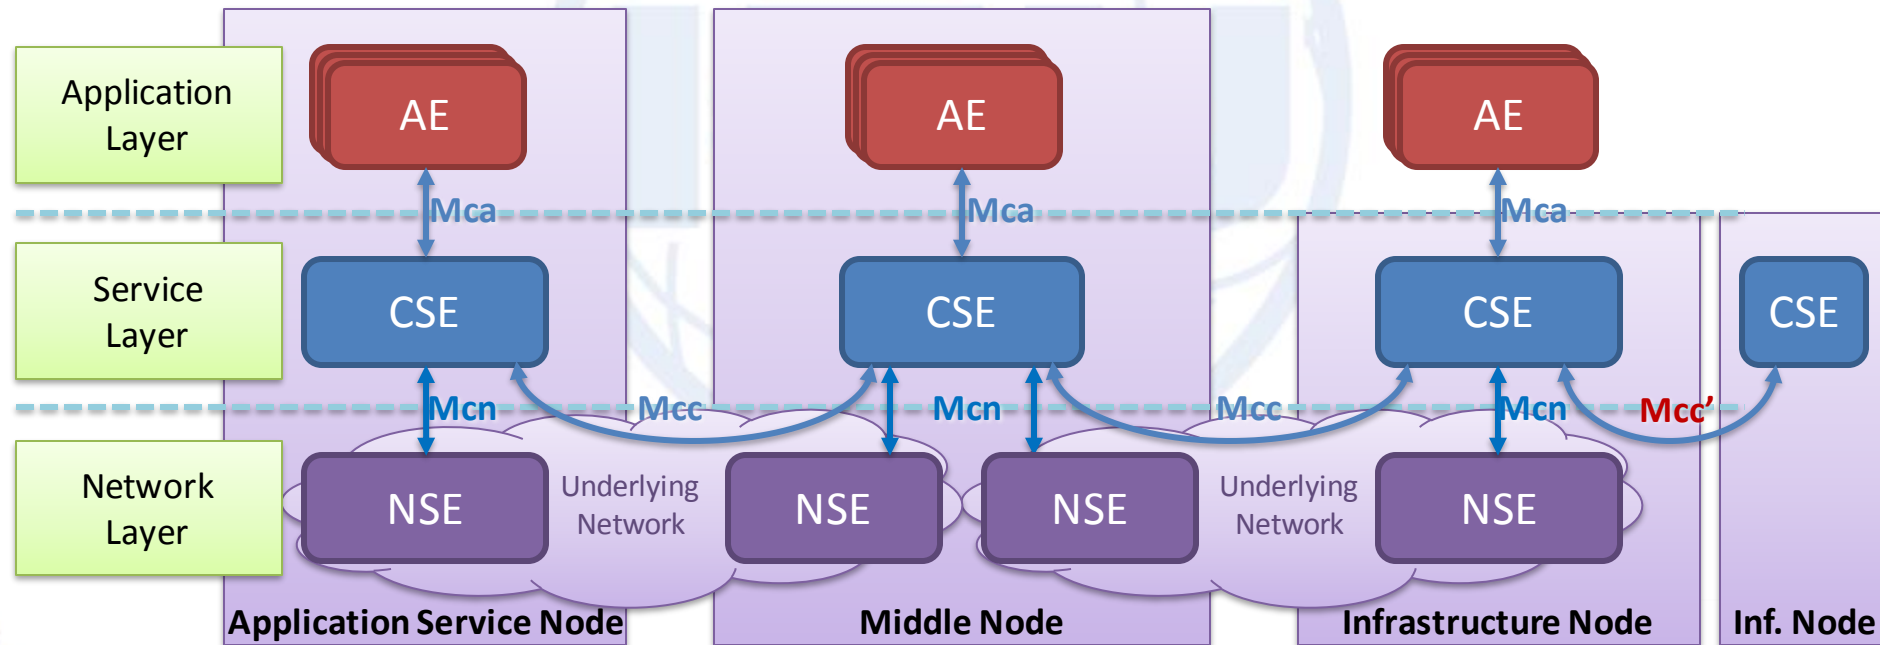 Application
Layer
AE
AE
AE
Mca
Mca
Mca
Service
Layer
CSE
CSE
CSE
CSE
Mcn
Mcc
Mcn
Mcc
Mcn
Mcc’
Network
Layer
NSE
Underlying
Network
NSE
NSE
Underlying
Network
NSE
Application Service Node
Middle Node
Infrastructure Node
Inf. Node